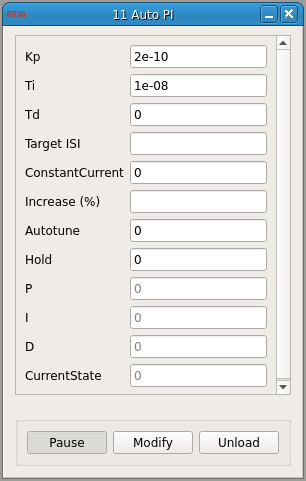 RTXI
11 Auto PI
Kp 2e-10
Ti 1e-08
Td 0
Target ISI
ConstantCurrent 0
Increase (%)
Autotune 0
Hold 0
P 0
I 0
D 0
CurrentState 0
Pause Modify Unload